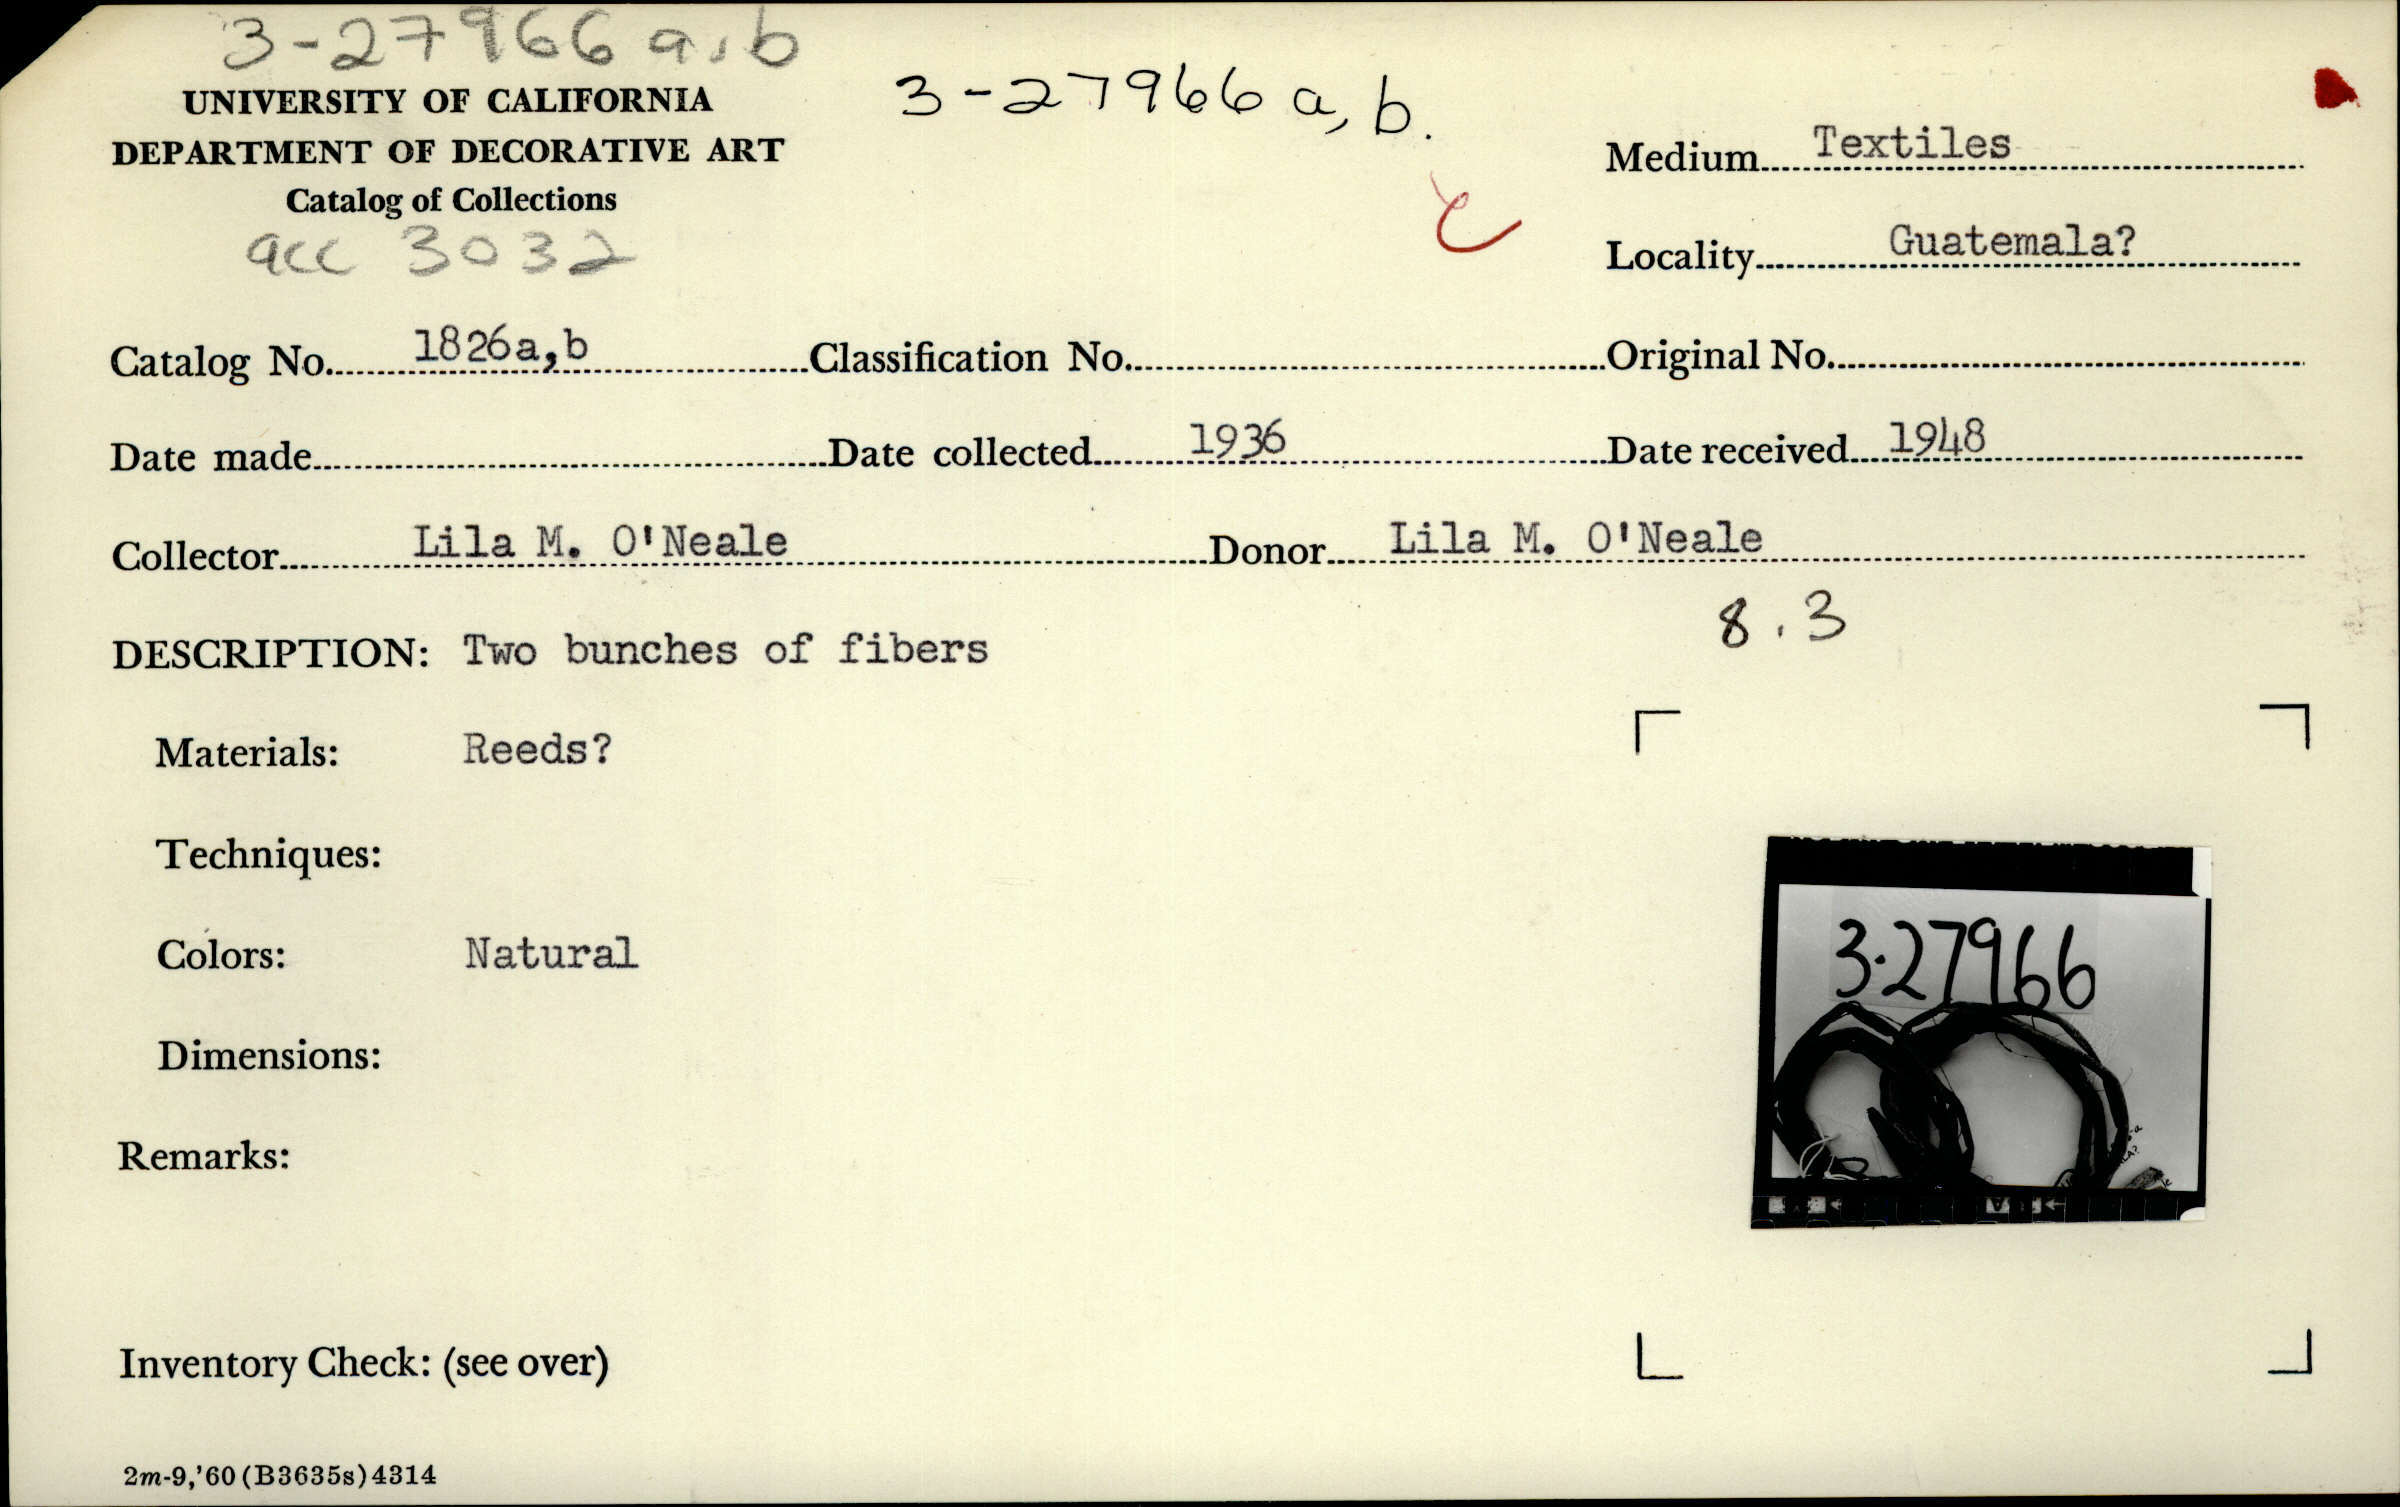 3-27966 a,b
UNIVERSITY OF CALIFORNIA
DEPARTMENT OF DECORATIVE ART
Catalog of Collections
acc 3032
3-27966 a, b.
Medium Textiles
Locality Guatemala?
Catalog No. 1826a,b Classification No. Original No.
Date made Date collected 1936 Date received 1948
Collector Lila M. O'Neale Donor Lila M. O'Neale
8.3
DESCRIPTION: Two bunches of fibers
Materials: Reeds?
Techniques:
Colors: Natural
3.27966
Dimensions:
Remarks:
Inventory Check: (see over)
2m-9,'60(B3635s)4314